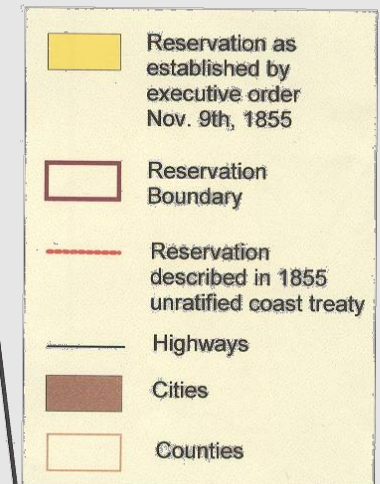 Reservation as
established by
executive order
Nov. 9th, 1855
Reservation
Boundary
Reservation
described in 1855
unratified coast treaty
Highways
Cities
Counties